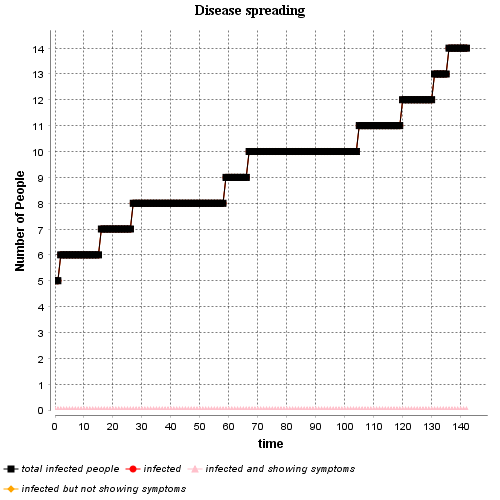 Disease spreading
14
13
12
11
10
9
8
7
6
5
4
3
2
1
0
Number of People
0 10 20 30 40 50 60 70 80 90 100 110 120 130 140
time
total infected people infected infected and showing symptoms
infected but not showing symptoms